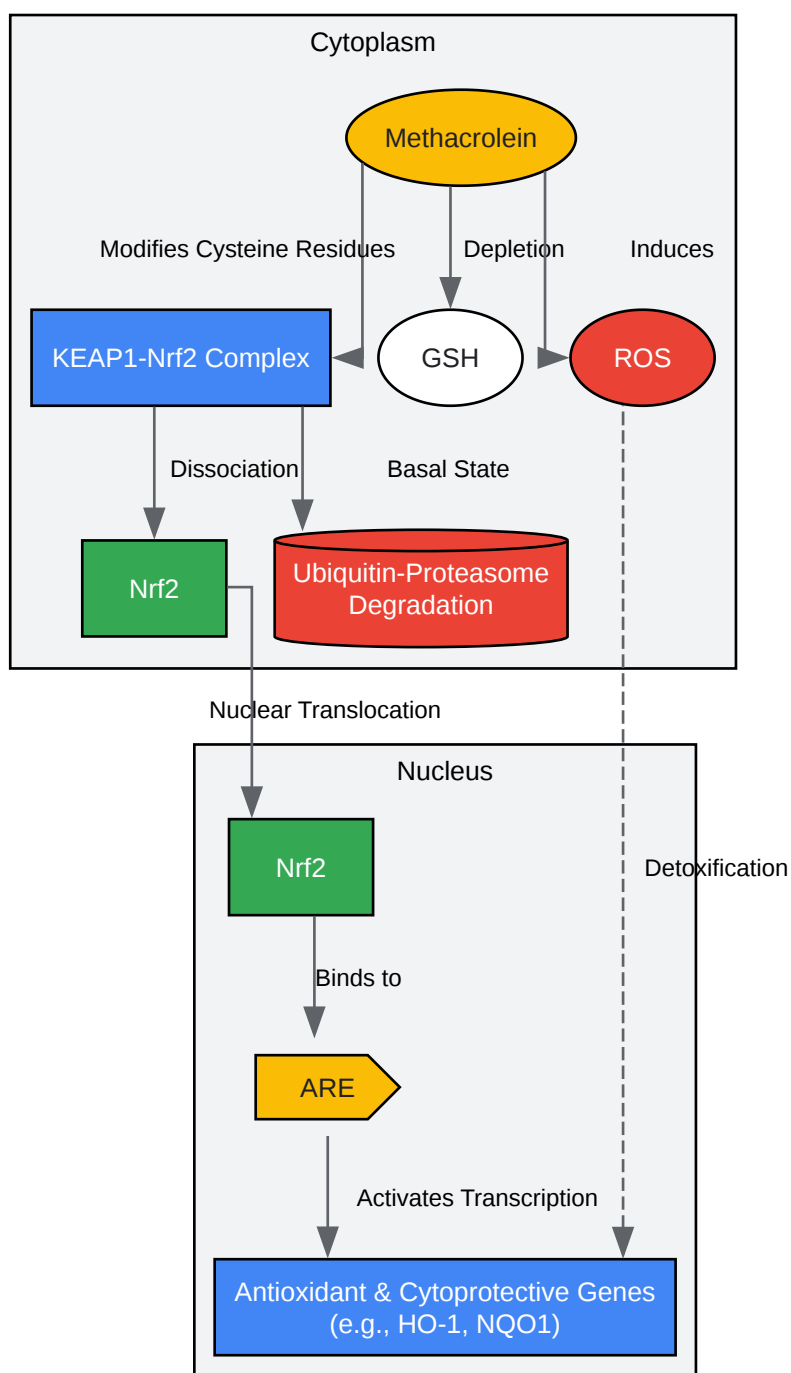 Cytoplasm
Methacrolein
Modifies Cysteine Residues
Depletion
Induces
KEAP1-Nrf2 Complex
GSH
ROS
Dissociation
Basal State
Nrf2
Ubiquitin-Proteasome
Degradation
Nuclear Translocation
Nucleus
Nrf2
Detoxification
Binds to
ARE
Activates Transcription
Antioxidant & Cytoprotective Genes
(e.g., HO-1, NQO1)